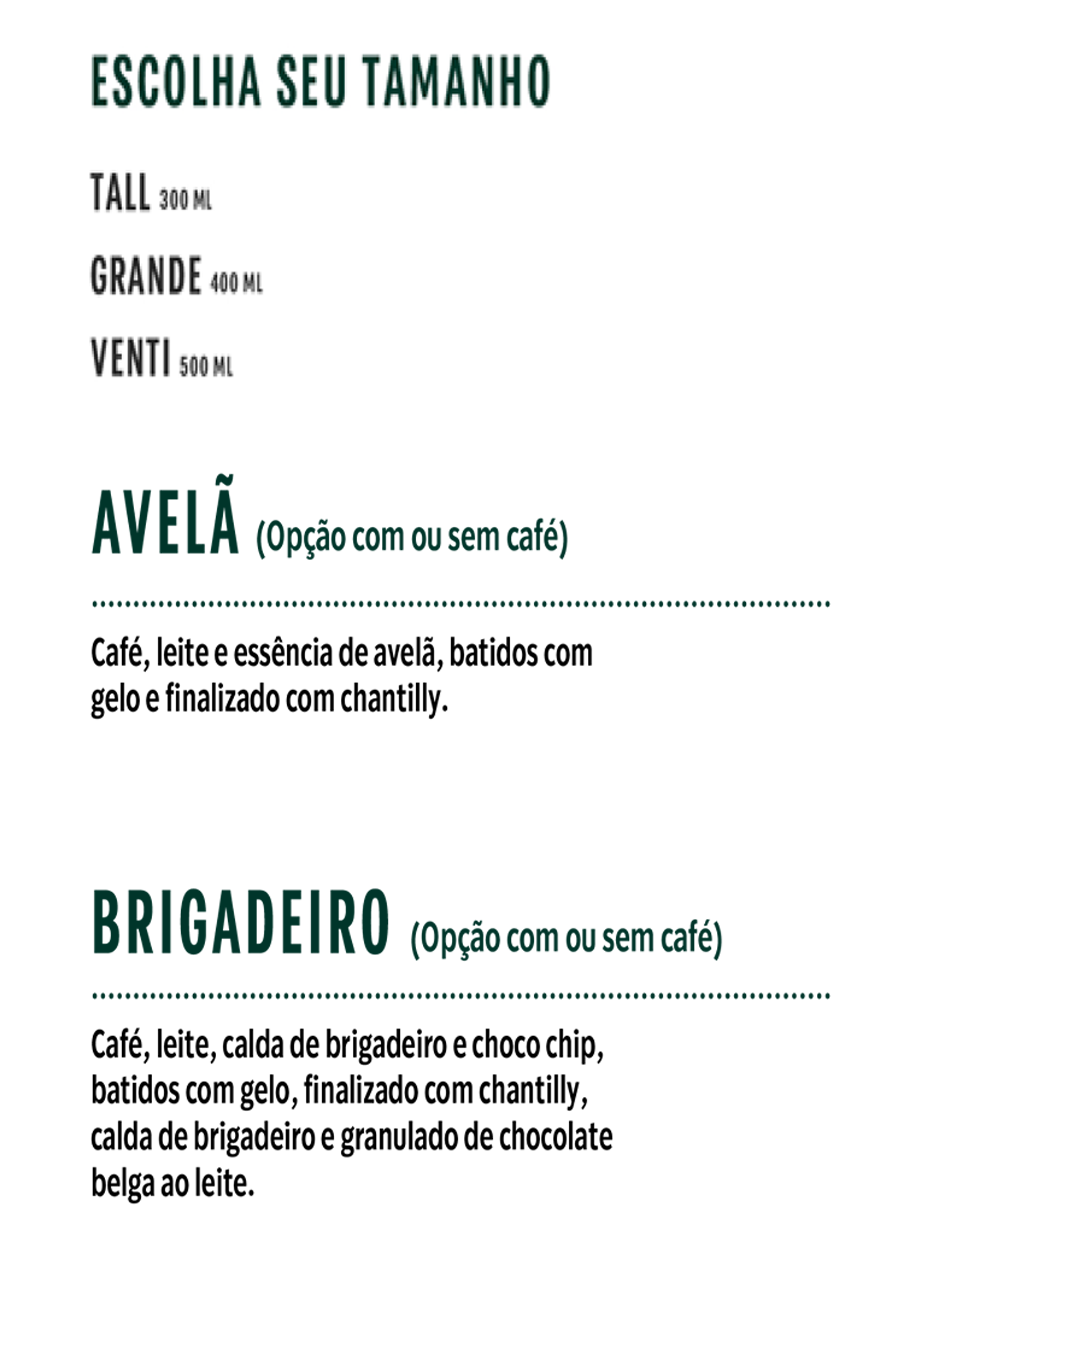 ESCOLHA SEU TAMANHO
TALL 300 ML
GRANDE 400 ML
VENTI 500 ML
AVELÃ (Opção com ou sem café)
Café, leite e essência de avelã, batidos com
gelo e finalizado com chantilly.
BRIGADEIRO (Opção com ou sem café)
Café, leite, calda de brigadeiro e choco chip,
batidos com gelo, finalizado com chantilly,
calda de brigadeiro e granulado de chocolate
belga ao leite.